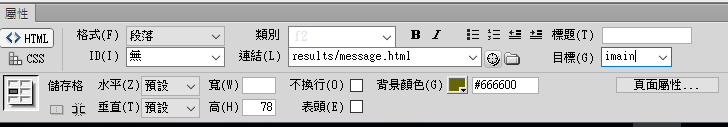 屬性
<> HTML 格式(F) 段落 類別 f2 B I 標題(T)
CSS ID(I) 無 連結(L) results/message.html 目標(G) imain
儲存格 水平(Z) 預設 寬(W) 不換行(O) 背景顏色(G) #666600 頁面屬性...
垂直(T) 預設 高(H) 78 表頭(E)